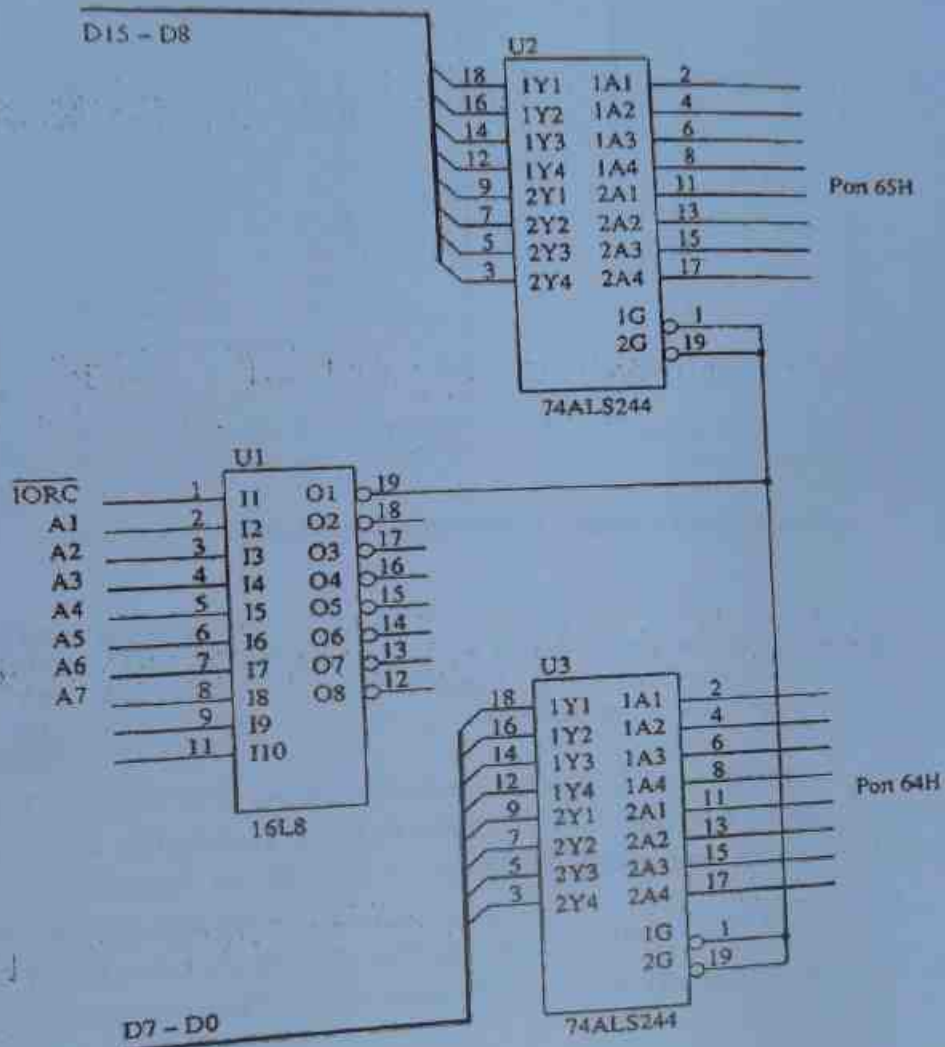 D15 – D8
U2
18 1Y1 1A1 2
16 1Y2 1A2 4
14 1Y3 1A3 6
12 1Y4 1A4 8
9 2Y1 2A1 11
7 2Y2 2A2 13
5 2Y3 2A3 15
3 2Y4 2A4 17
Port 65H
1G 1
2G 19
74ALS244
U1
IORC 1 I1 O1 19
A1 2 I2 O2 18
A2 3 I3 O3 17
A3 4 I4 O4 16
A4 5 I5 O5 15
A5 6 I6 O6 14
A6 7 I7 O7 13
A7 8 I8 O8 12
9 I9
11 I10
16L8
U3
18 1Y1 1A1 2
16 1Y2 1A2 4
14 1Y3 1A3 6
12 1Y4 1A4 8
9 2Y1 2A1 11
7 2Y2 2A2 13
5 2Y3 2A3 15
3 2Y4 2A4 17
Port 64H
1G 1
2G 19
74ALS244
D7 – D0